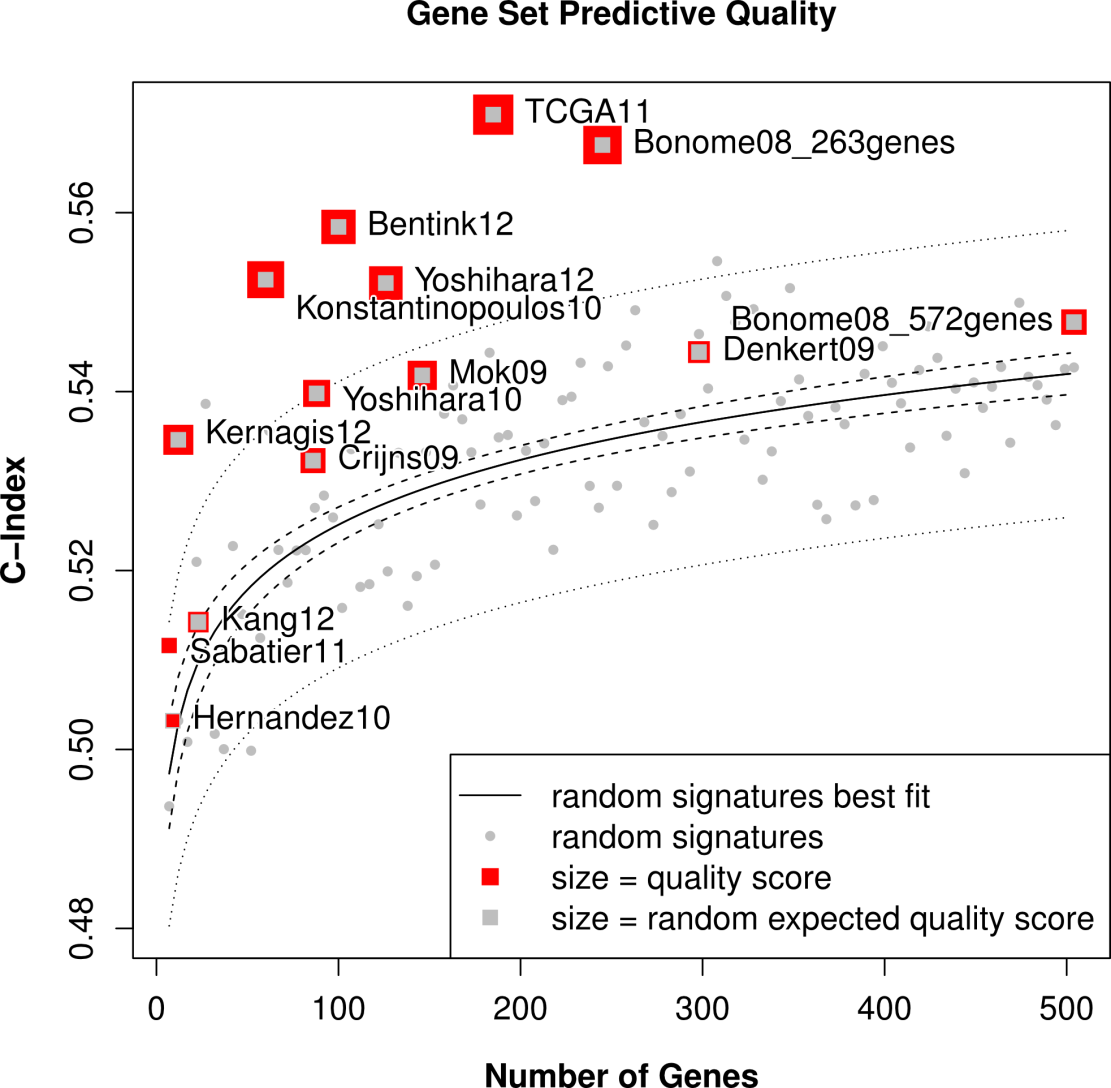 Gene Set Predictive Quality
TCGA11
Bonome08_263genes
Bentink12
Yoshihara12
Konstantinopoulos10
Bonome08_572genes
Denkert09
Mok09
Yoshihara10
Kernagis12
Crijns09
Kang12
Sabatier11
Hernandez10
random signatures best fit
random signatures
size = quality score
size = random expected quality score
C−Index
0.56
0.54
0.52
0.50
0.48
0 100 200 300 400 500
Number of Genes